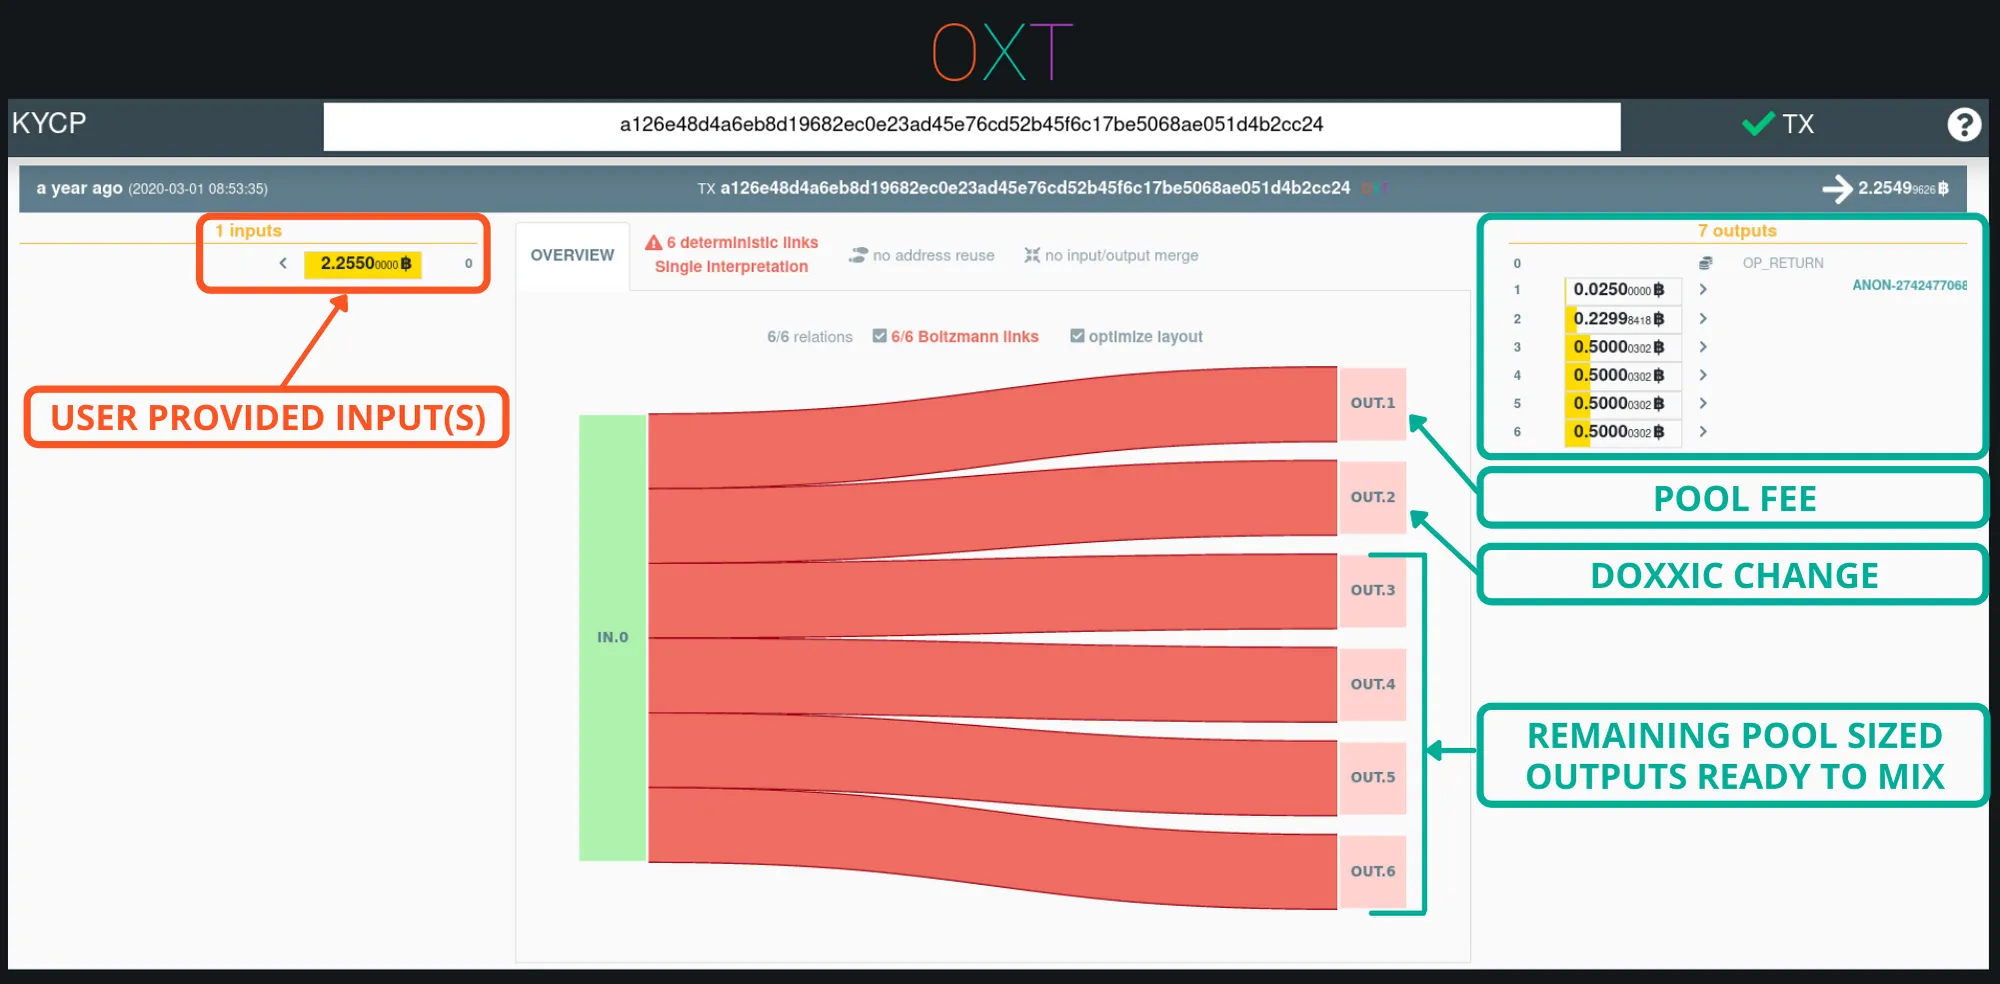 OXT
KYCP
a126e48d4a6eb8d19682ec0e23ad45e76cd52b45f6c17be5068ae051d4b2cc24
TX
?
a year ago (2020-03-01 08:53:35)
TX a126e48d4a6eb8d19682ec0e23ad45e76cd52b45f6c17be5068ae051d4b2cc24 OXT
2.25499626 ฿
1 inputs
2.25500000 ฿ 0
USER PROVIDED INPUT(S)
OVERVIEW
6 deterministic links
Single Interpretation
no address reuse
no input/output merge
6/6 relations
6/6 Boltzmann links
optimize layout
IN.0
OUT.1
OUT.2
OUT.3
OUT.4
OUT.5
OUT.6
7 outputs
0 OP_RETURN
ANON-2742477068
1 0.02500000 ฿
2 0.22998418 ฿
3 0.50000302 ฿
4 0.50000302 ฿
5 0.50000302 ฿
6 0.50000302 ฿
POOL FEE
DOXXIC CHANGE
REMAINING POOL SIZED
OUTPUTS READY TO MIX